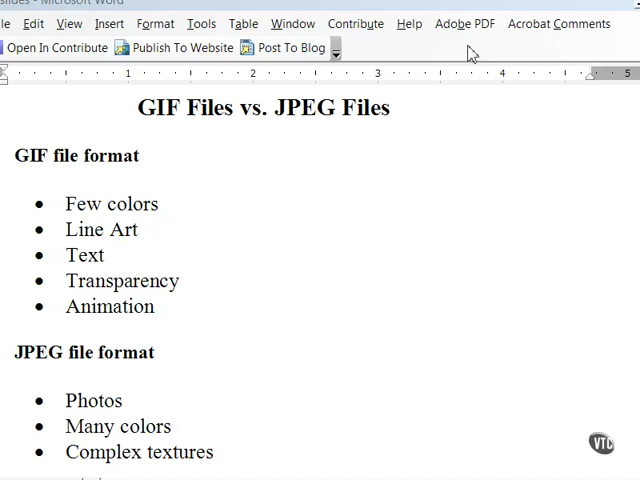 slides - Microsoft Word
le Edit View Insert Format Tools Table Window Contribute Help Adobe PDF Acrobat Comments
Open In Contribute Publish To Website Post To Blog
1 2 3 4 5
GIF Files vs. JPEG Files
GIF file format
• Few colors
• Line Art
• Text
• Transparency
• Animation
JPEG file format
• Photos
• Many colors
• Complex textures
VTC